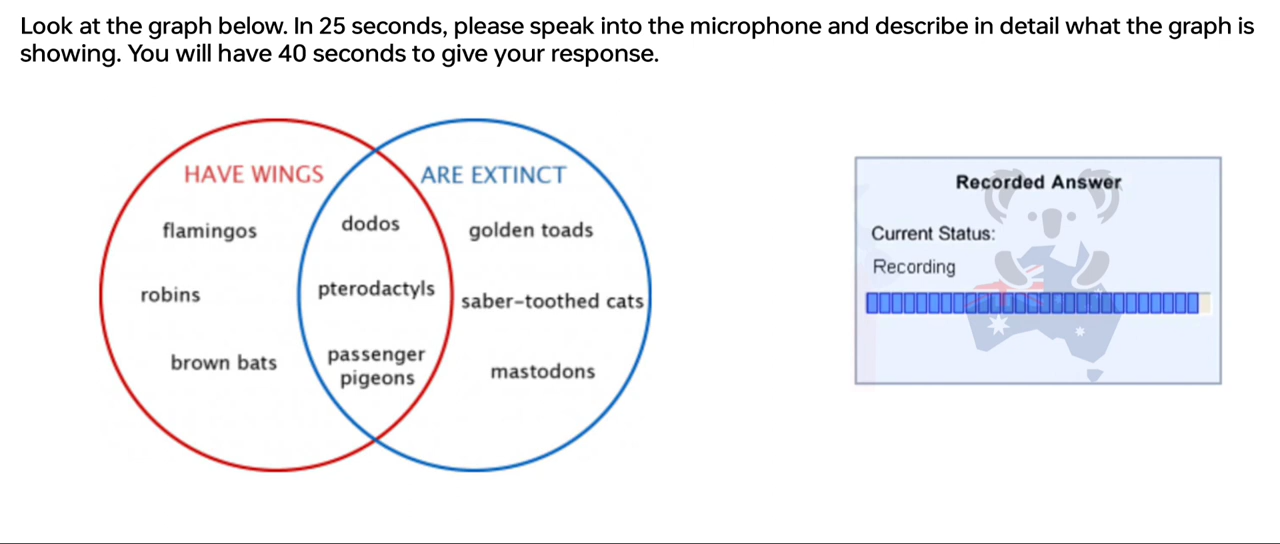 Look at the graph below. In 25 seconds, please speak into the microphone and describe in detail what the graph is
showing. You will have 40 seconds to give your response.
HAVE WINGS
ARE EXTINCT
flamingos
dodos
golden toads
robins
pterodactyls
saber-toothed cats
brown bats
passenger
pigeons
mastodons
Recorded Answer
Current Status:
Recording